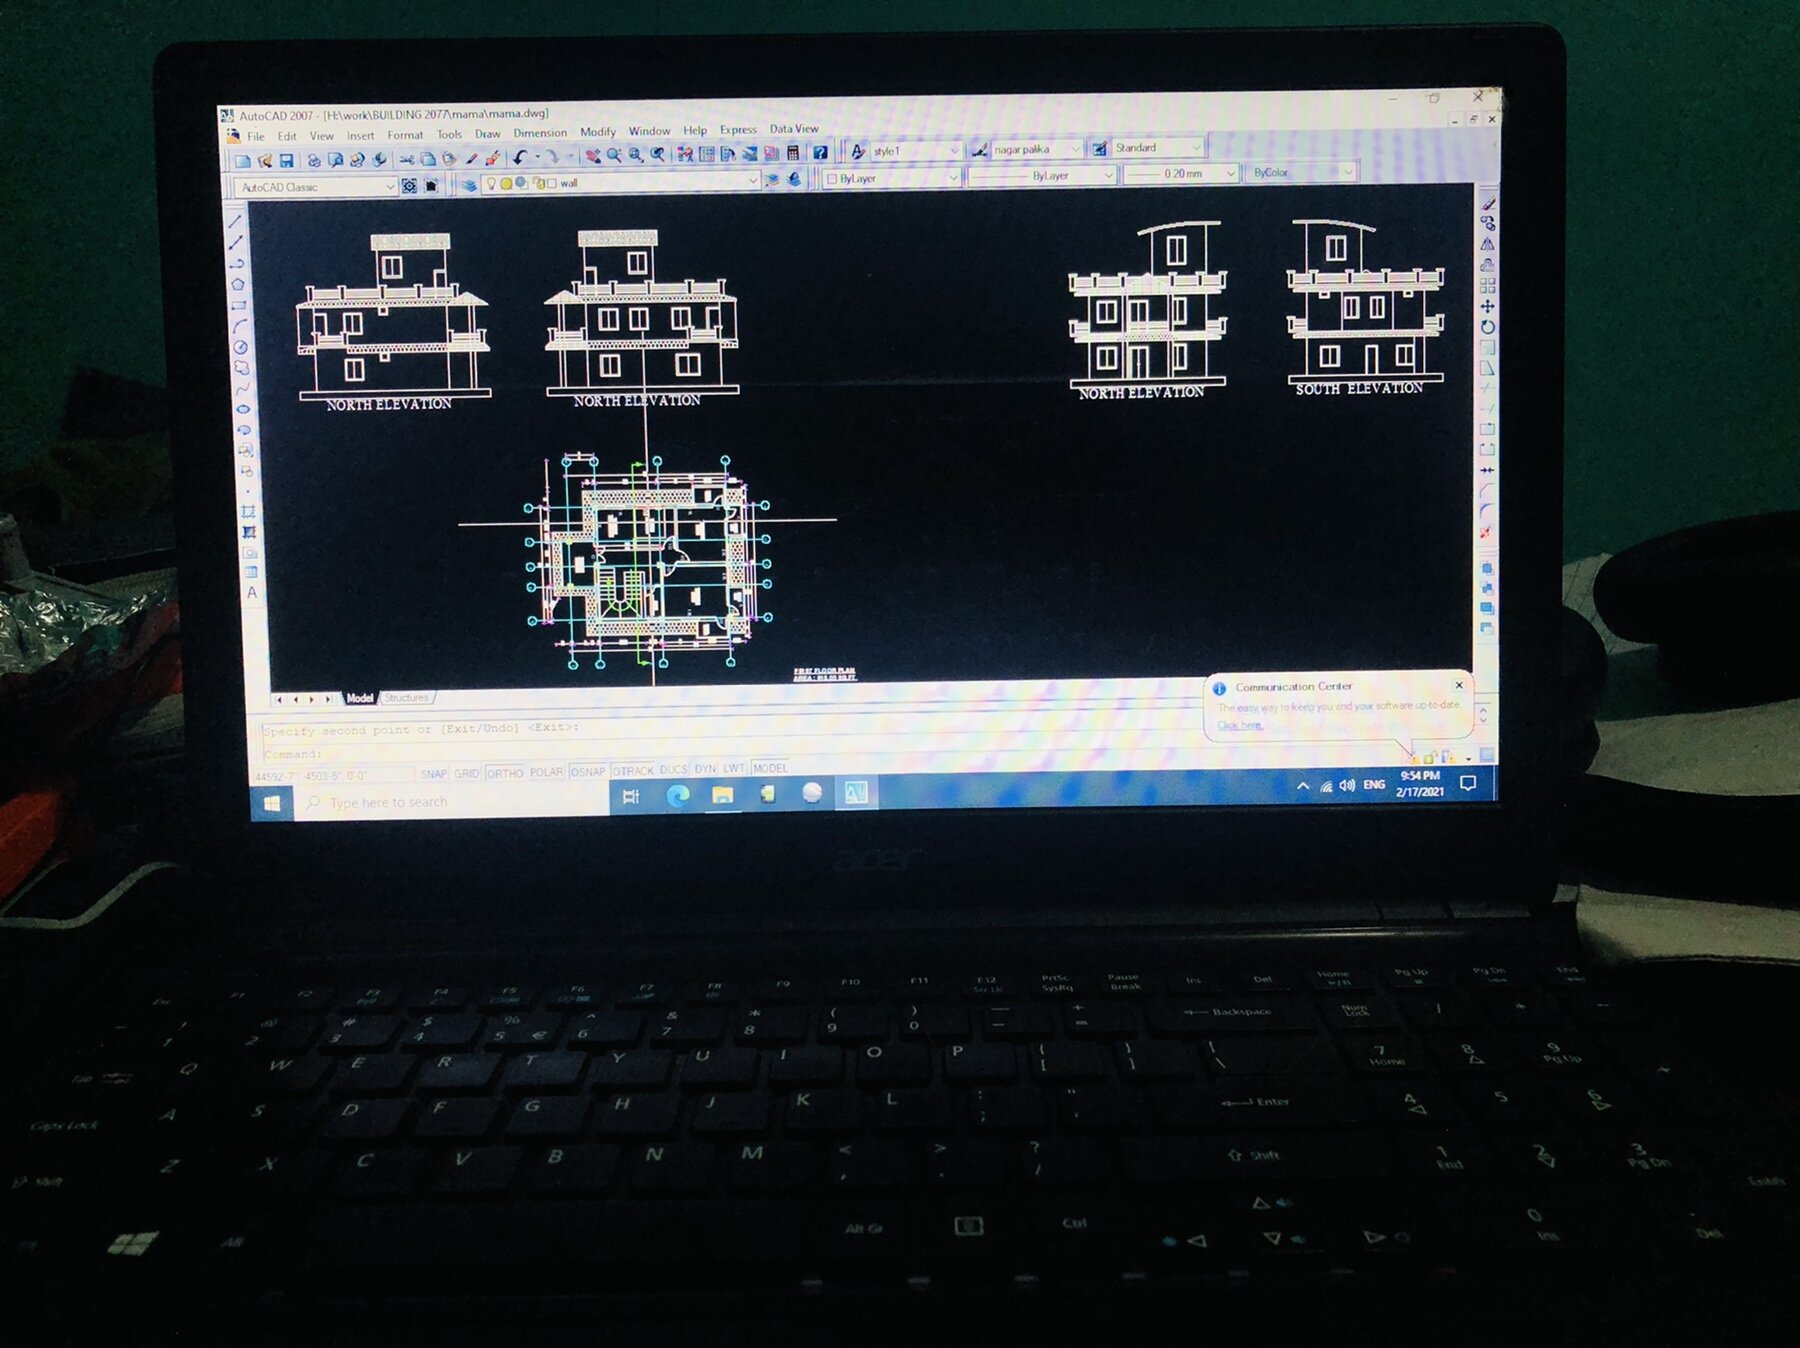 AutoCAD 2007 - [H:\work\BUILDING 2077\mama\mama.dwg]
File Edit View Insert Format Tools Draw Dimension Modify Window Help Express Data View
style1 nagar palika Standard
AutoCAD Classic wall ByLayer ByLayer 0.20 mm ByColor
NORTH ELEVATION NORTH ELEVATION NORTH ELEVATION SOUTH ELEVATION
FIRST FLOOR PLAN
Model Structures
Communication Center
The easy way to keep you and your software up-to-date
Click here.
Specify second point or [Exit/Undo] <Exit>:
Command:
44592'-7", -4503'-5", 0'-0" SNAP GRID ORTHO POLAR OSNAP OTRACK DUCS DYN LWT MODEL
Type here to search ENG 9:54 PM
2/17/2021
acer
Esc F1 F2 F3 F4 F5 F6 F7 F8 F9 F10 F11 F12 PrtSc SysRq Pause Break Ins Del Home Pg Up Pg Dn End
1 2 3 4 5 6 7 8 9 0 Backspace Num Lock / * -
Tab Q W E R T Y U I O P 7 Home 8 9 Pg Up +
Caps Lock A S D F G H J K L Enter 4 5 6
Shift Z X C V B N M Shift 1 End 2 3 Pg Dn
Alt Gr Ctrl 0 Ins Del